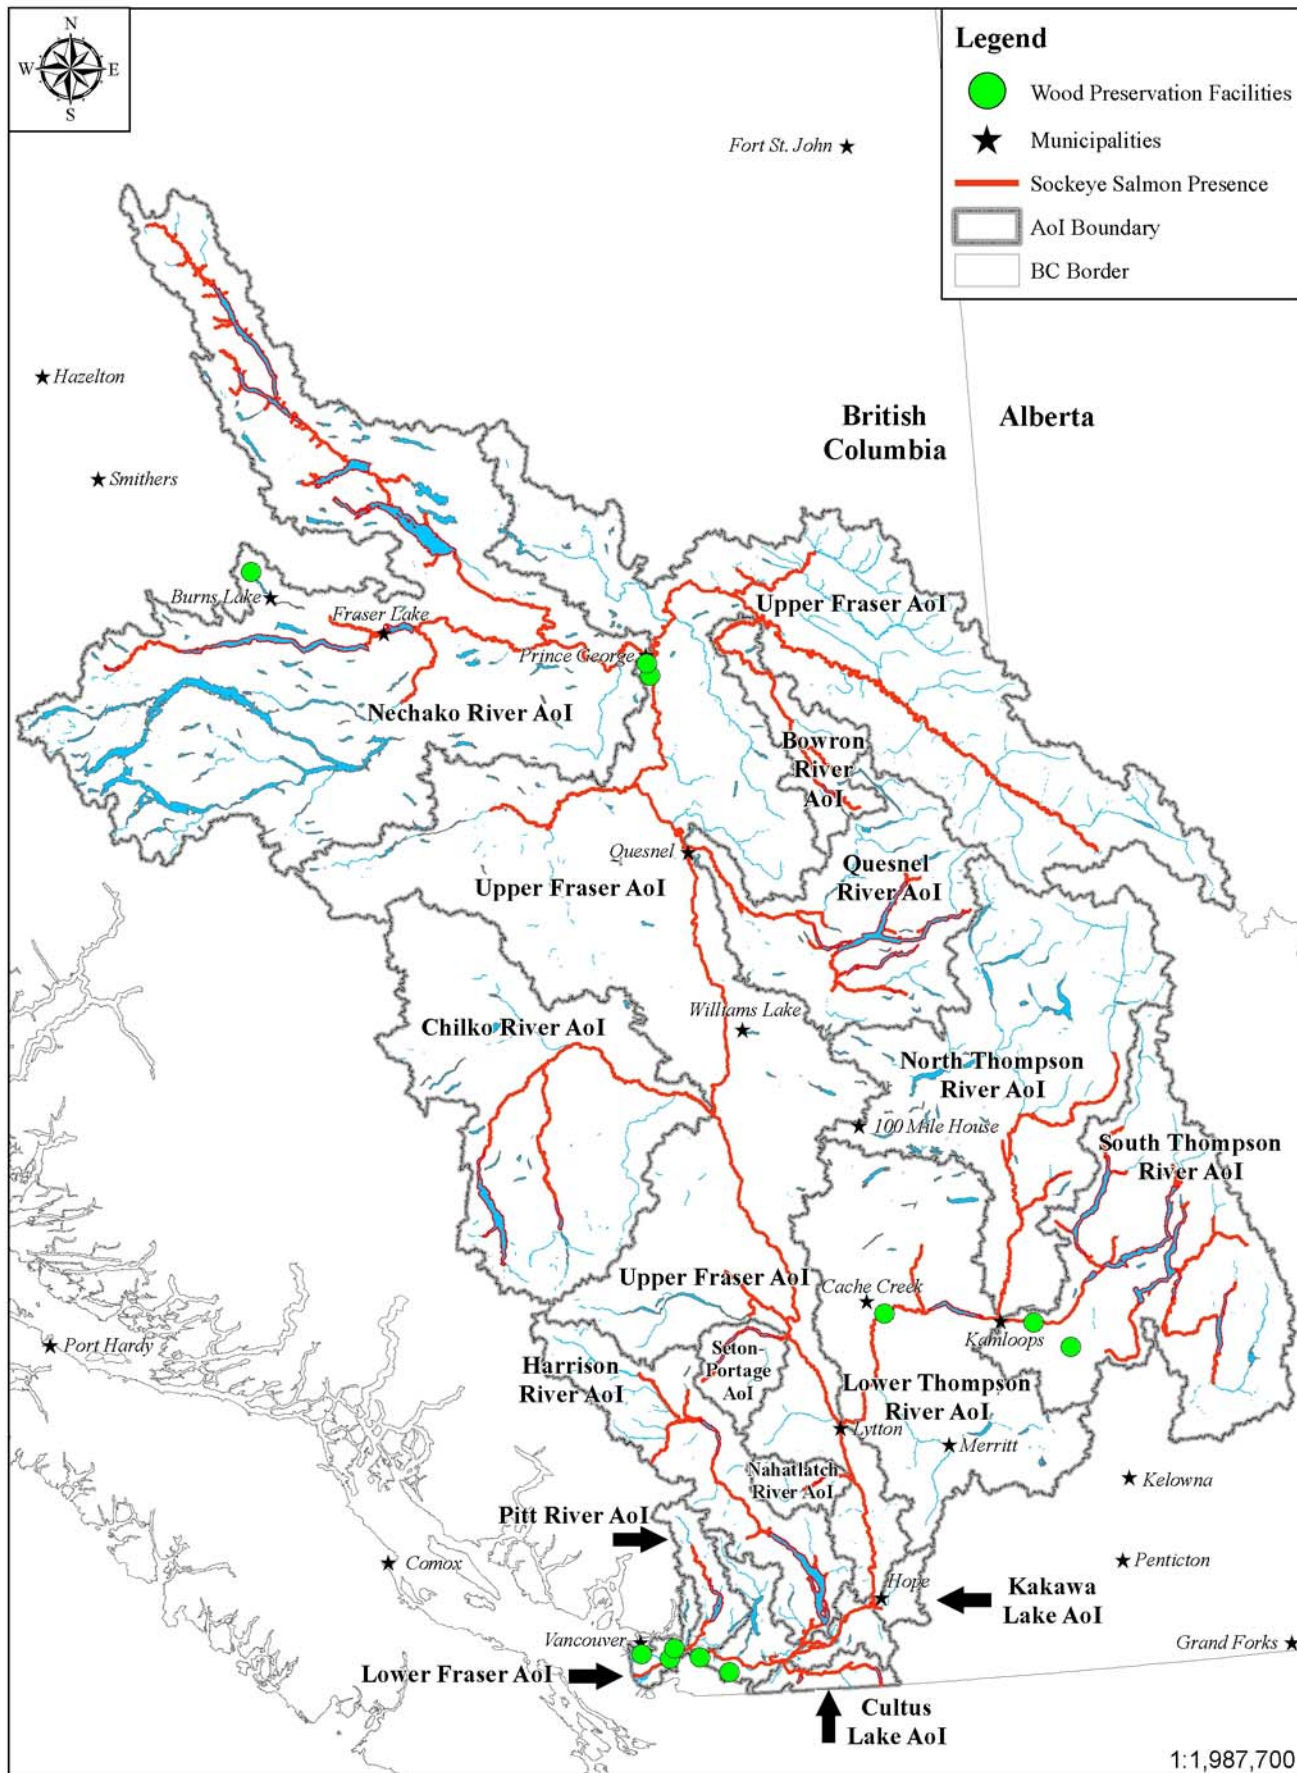 N
W E
S
Legend
Wood Preservation Facilities
Municipalities
Sockeye Salmon Presence
AoI Boundary
BC Border
Fort St. John
Hazelton
British
Columbia
Alberta
Smithers
Burns Lake
Fraser Lake
Upper Fraser AoI
Prince George
Nechako River AoI
Bowron
River
AoI
Quesnel
Quesnel
River AoI
Upper Fraser AoI
Williams Lake
Chilko River AoI
North Thompson
River AoI
100 Mile House
South Thompson
River AoI
Upper Fraser AoI
Cache Creek
Kamloops
Port Hardy
Seton-
Portage
AoI
Harrison
River AoI
Lower Thompson
River AoI
Lytton
Merritt
Nahatlatch
River AoI
Kelowna
Pitt River AoI
Comox
Penticton
Hope
Kakawa
Lake AoI
Vancouver
Grand Forks
Lower Fraser AoI
Cultus
Lake AoI
1:1,987,700